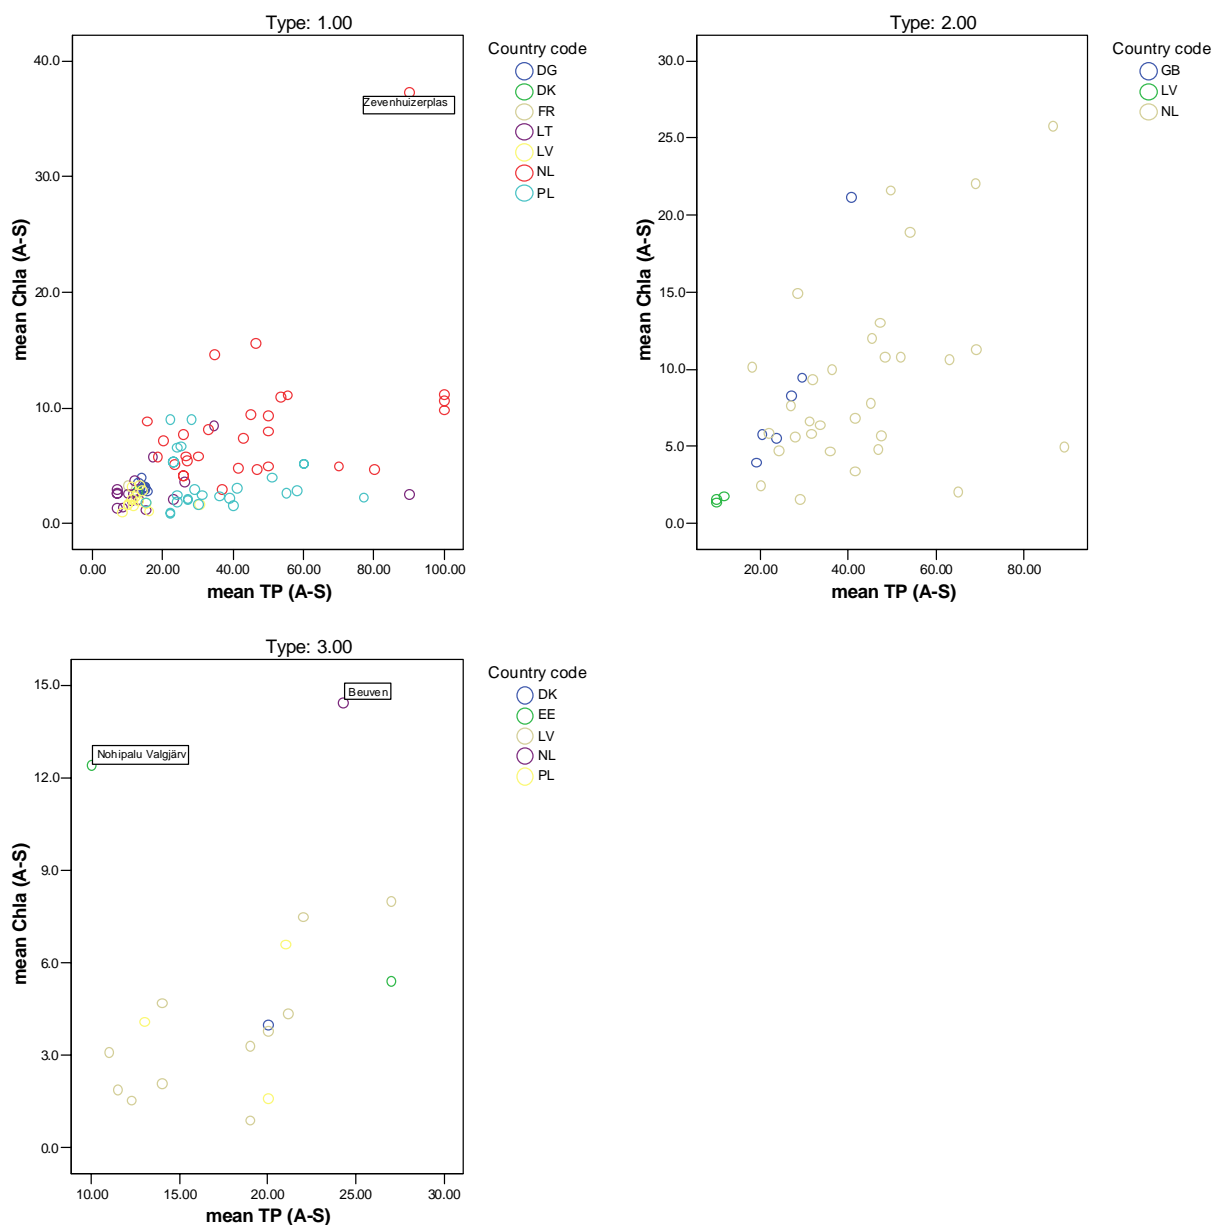 Type: 1.00
Country code
DG
DK
FR
LT
LV
NL
PL
Zevenhuizerplas
40.0
30.0
20.0
10.0
0.0
mean Chla (A-S)
0.00 20.00 40.00 60.00 80.00 100.00
mean TP (A-S)
Type: 2.00
Country code
GB
LV
NL
30.0
25.0
20.0
15.0
10.0
5.0
0.0
mean Chla (A-S)
20.00 40.00 60.00 80.00
mean TP (A-S)
Type: 3.00
Country code
DK
EE
LV
NL
PL
Beuven
Nohipalu Valgjärv
15.0
12.0
9.0
6.0
3.0
0.0
mean Chla (A-S)
10.00 15.00 20.00 25.00 30.00
mean TP (A-S)